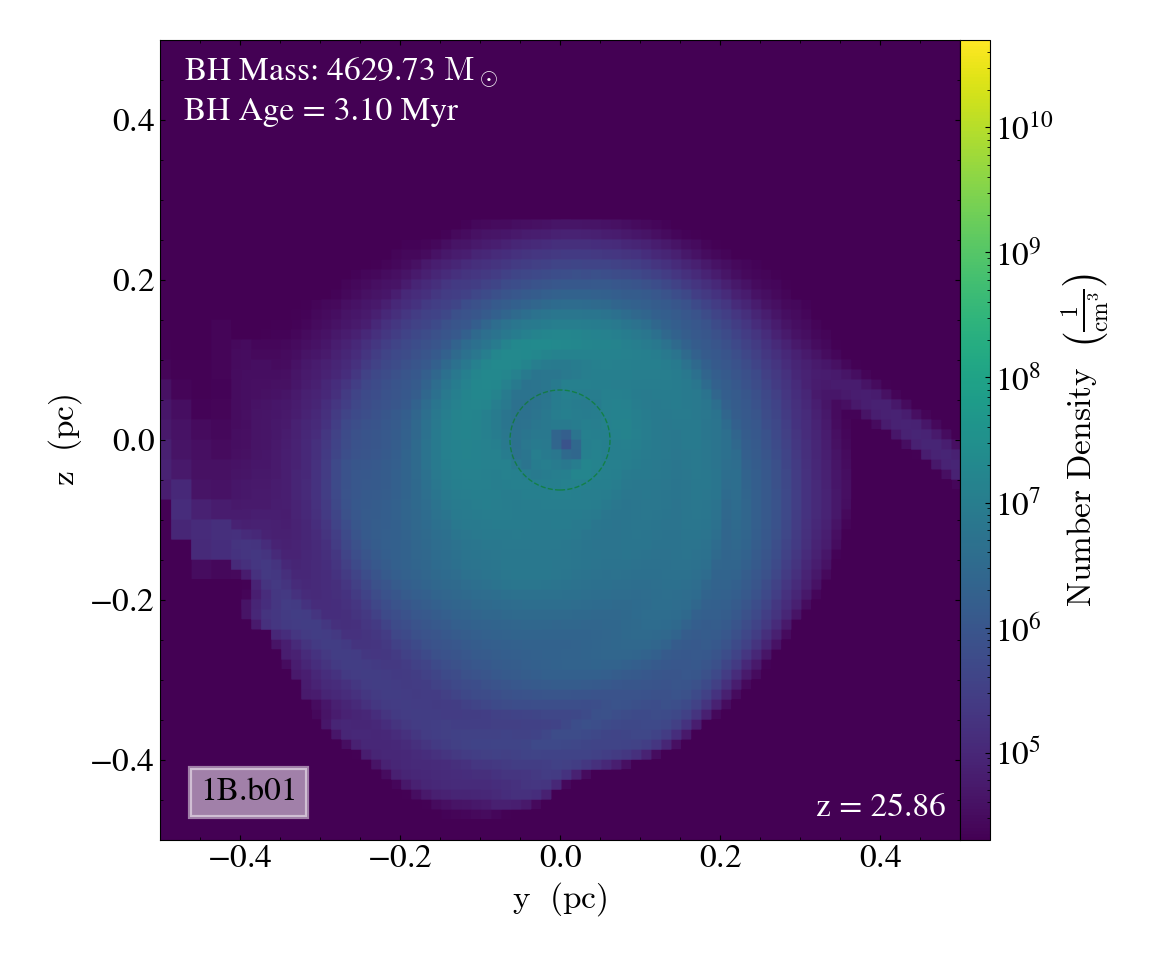 BH Mass: 4629.73 M⊙
BH Age = 3.10 Myr
0.4
0.2
0.0
−0.2
−0.4
z (pc)
1B.b01
z = 25.86
−0.4 −0.2 0.0 0.2 0.4
y (pc)
10¹⁰
10⁹
10⁸
10⁷
10⁶
10⁵
Number Density (1/cm³)